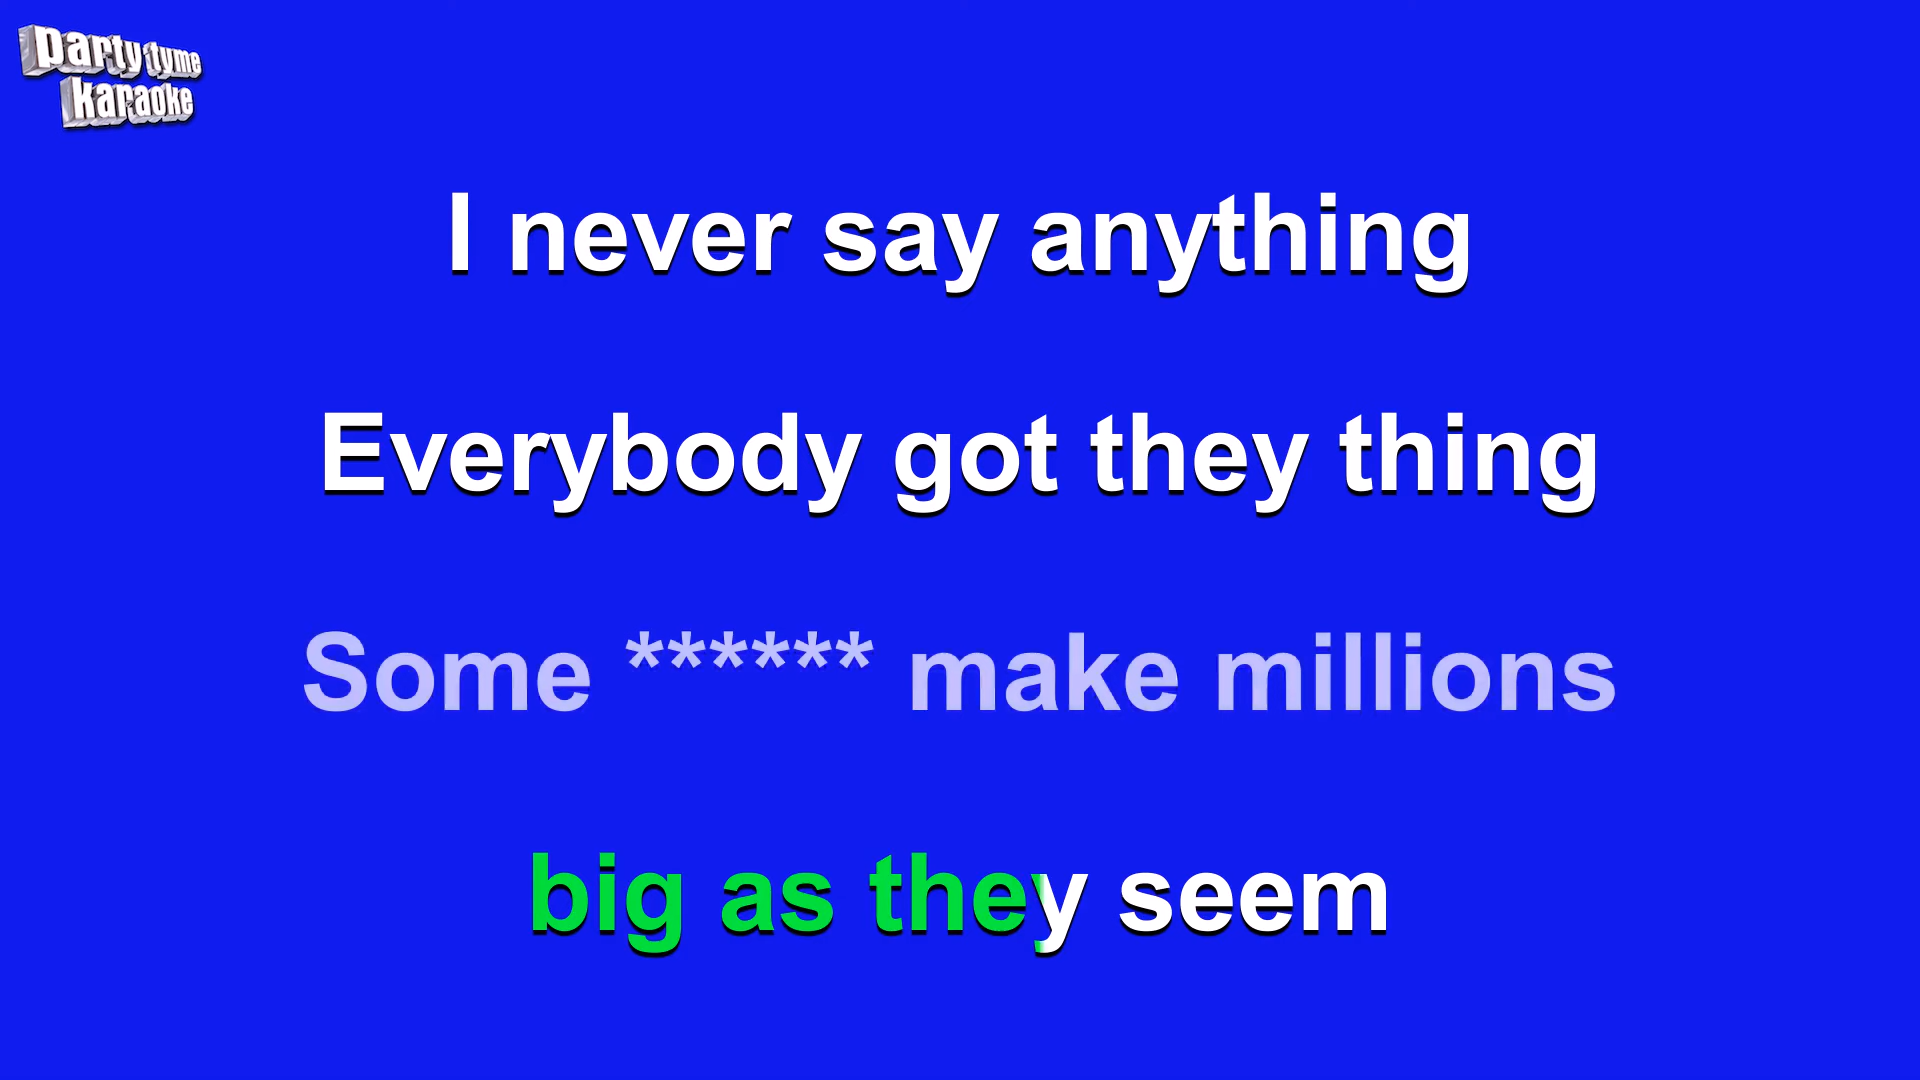 party tyme
karaoke
I never say anything
Everybody got they thing
Some ****** make millions
big as they seem